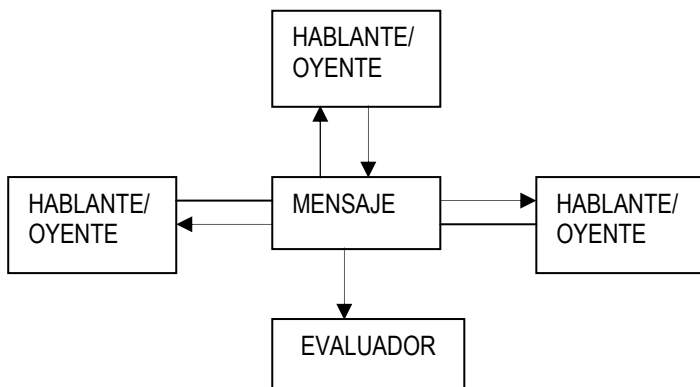 HABLANTE/
OYENTE
HABLANTE/
OYENTE
MENSAJE
HABLANTE/
OYENTE
EVALUADOR